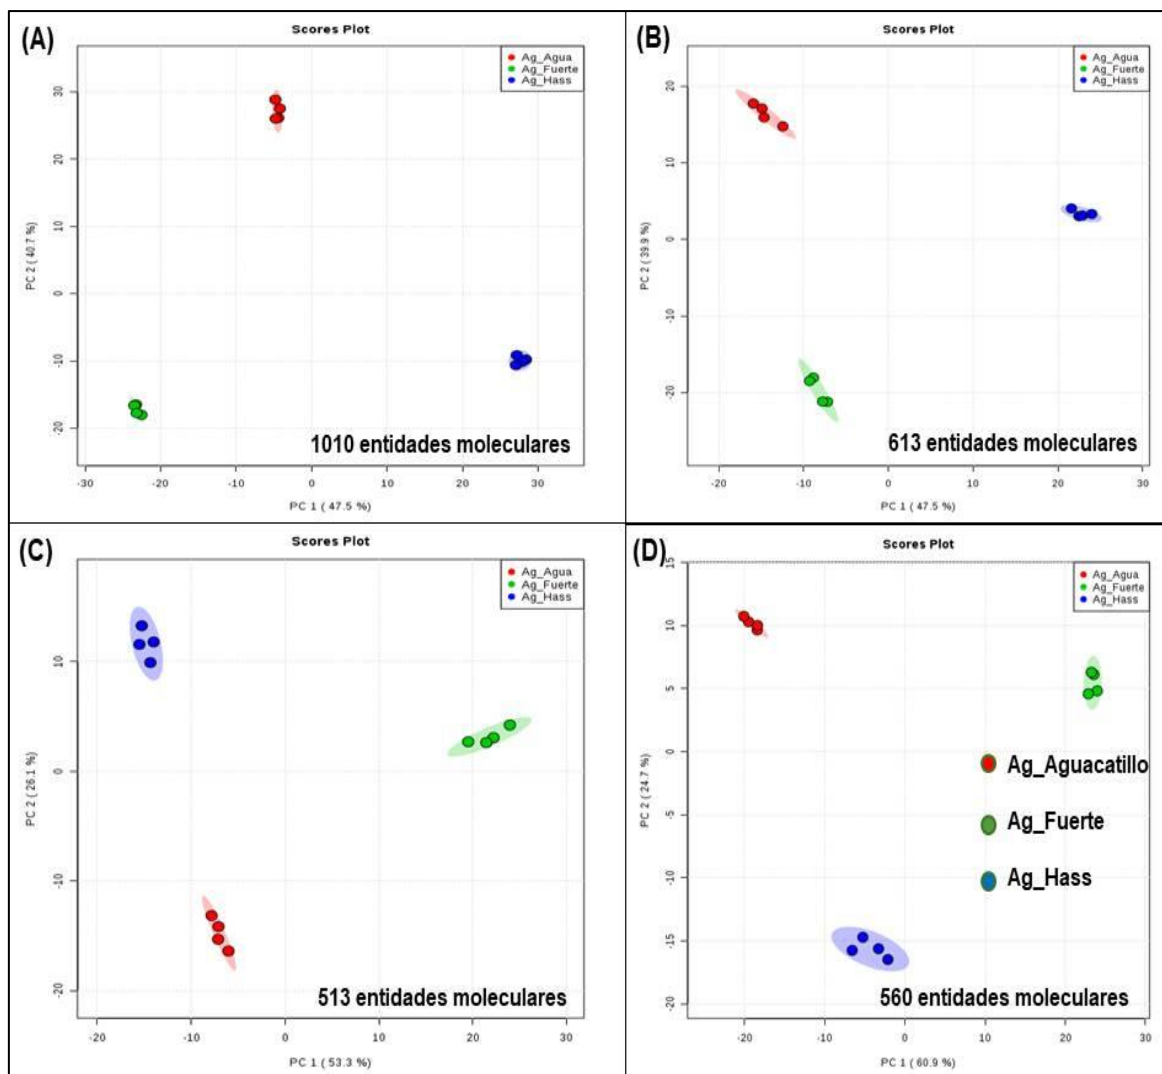 (A)
Scores Plot
Ag_Agua
Ag_Fuerte
Ag_Hass
30
20
10
0
-10
-20
PC 2 ( 40.7 %)
1010 entidades moleculares
-30 -20 -10 0 10 20 30
PC 1 ( 47.5 %)
(B)
Scores Plot
Ag_Agua
Ag_Fuerte
Ag_Hass
20
10
0
-10
-20
PC 2 ( 39.9 %)
613 entidades moleculares
-20 -10 0 10 20 30
PC 1 ( 47.5 %)
(C)
Scores Plot
Ag_Agua
Ag_Fuerte
Ag_Hass
10
0
-10
-20
PC 2 ( 26.1 %)
513 entidades moleculares
-20 -10 0 10 20 30
PC 1 ( 53.3 %)
(D)
Scores Plot
Ag_Agua
Ag_Fuerte
Ag_Hass
15
10
5
0
-5
-10
-15
-20
PC 2 ( 24.7 %)
Ag_Aguacatillo
Ag_Fuerte
Ag_Hass
560 entidades moleculares
-20 -10 0 10 20 30
PC 1 ( 60.9 %)